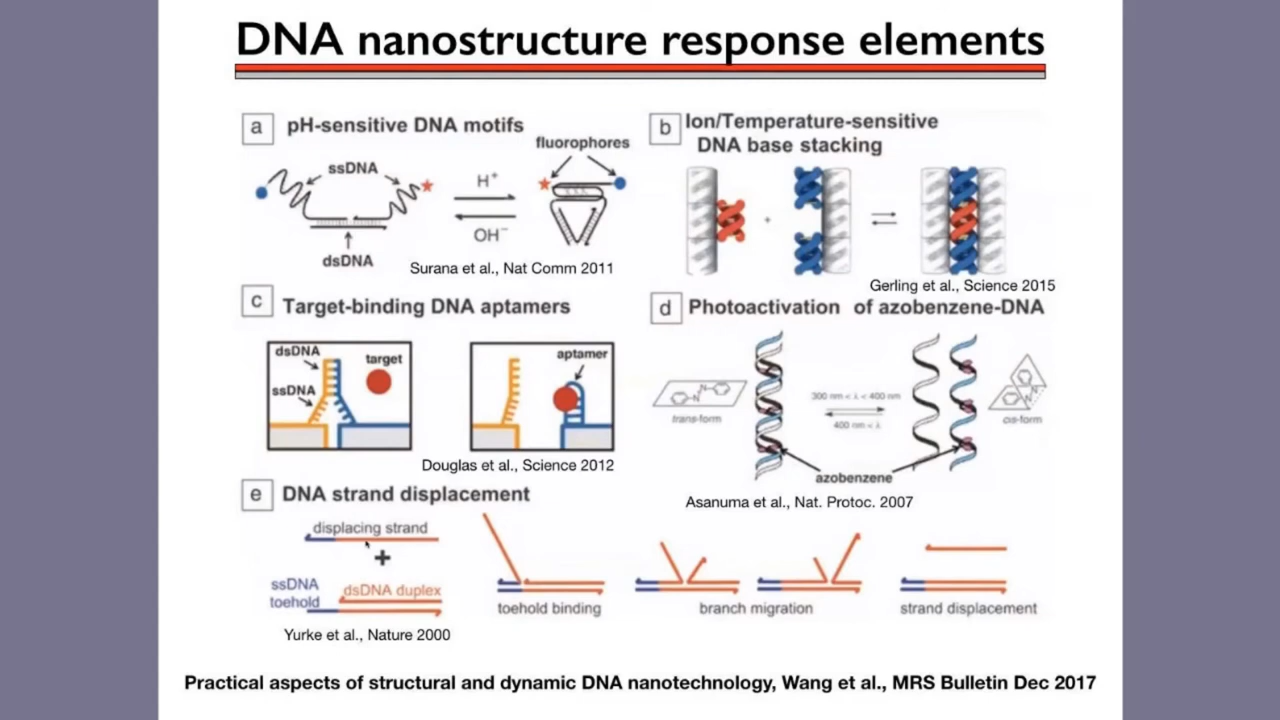 DNA nanostructure response elements
a
pH-sensitive DNA motifs
fluorophores
ssDNA
H⁺
OH⁻
dsDNA
Surana et al., Nat Comm 2011
b
Ion/Temperature-sensitive
DNA base stacking
+
Gerling et al., Science 2015
c
Target-binding DNA aptamers
dsDNA
target
ssDNA
aptamer
Douglas et al., Science 2012
d
Photoactivation of azobenzene-DNA
N
N
trans-form
300 nm < λ < 400 nm
400 nm < λ
N
N
cis-form
azobenzene
Asanuma et al., Nat. Protoc. 2007
e
DNA strand displacement
displacing strand
+
ssDNA
toehold
dsDNA duplex
toehold binding
branch migration
strand displacement
Yurke et al., Nature 2000
Practical aspects of structural and dynamic DNA nanotechnology, Wang et al., MRS Bulletin Dec 2017